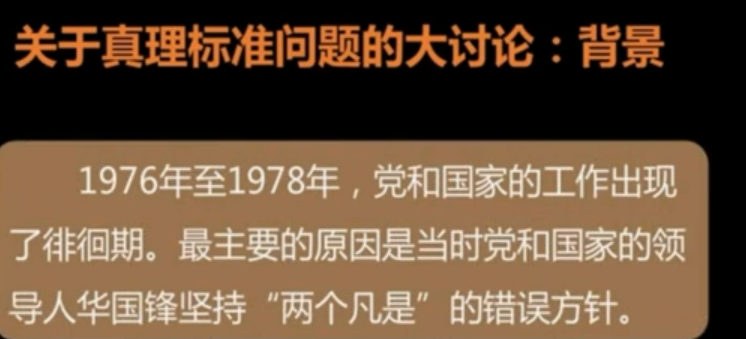 关于真理标准问题的大讨论：背景
1976年至1978年，党和国家的工作出现
了徘徊期。最主要的原因是当时党和国家的领
导人华国锋坚持“两个凡是”的错误方针。